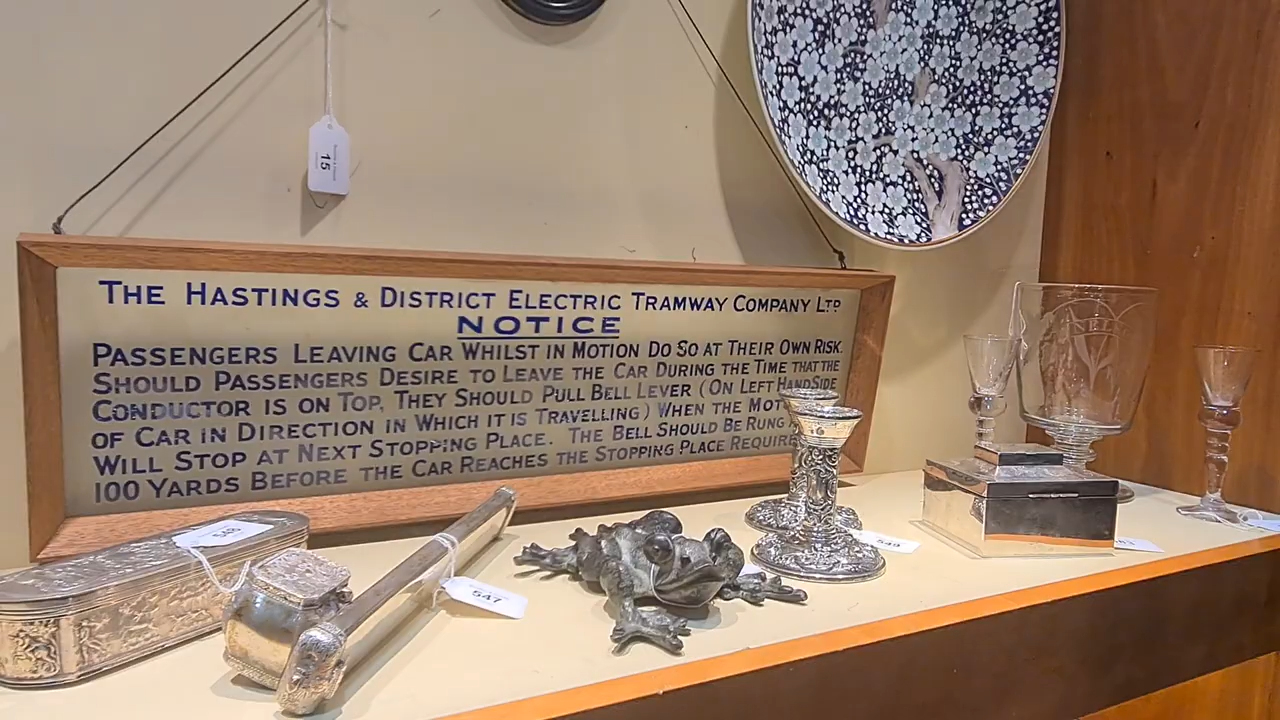 15
THE HASTINGS & DISTRICT ELECTRIC TRAMWAY COMPANY LTD
NOTICE
PASSENGERS LEAVING CAR WHILST IN MOTION DO SO AT THEIR OWN RISK.
SHOULD PASSENGERS DESIRE TO LEAVE THE CAR DURING THE TIME THAT THE
CONDUCTOR IS ON TOP, THEY SHOULD PULL BELL LEVER (ON LEFT HAND SIDE
OF CAR IN DIRECTION IN WHICH IT IS TRAVELLING) WHEN THE MOT
WILL STOP AT NEXT STOPPING PLACE. THE BELL SHOULD BE RUNG
100 YARDS BEFORE THE CAR REACHES THE STOPPING PLACE REQUIRE
547
549